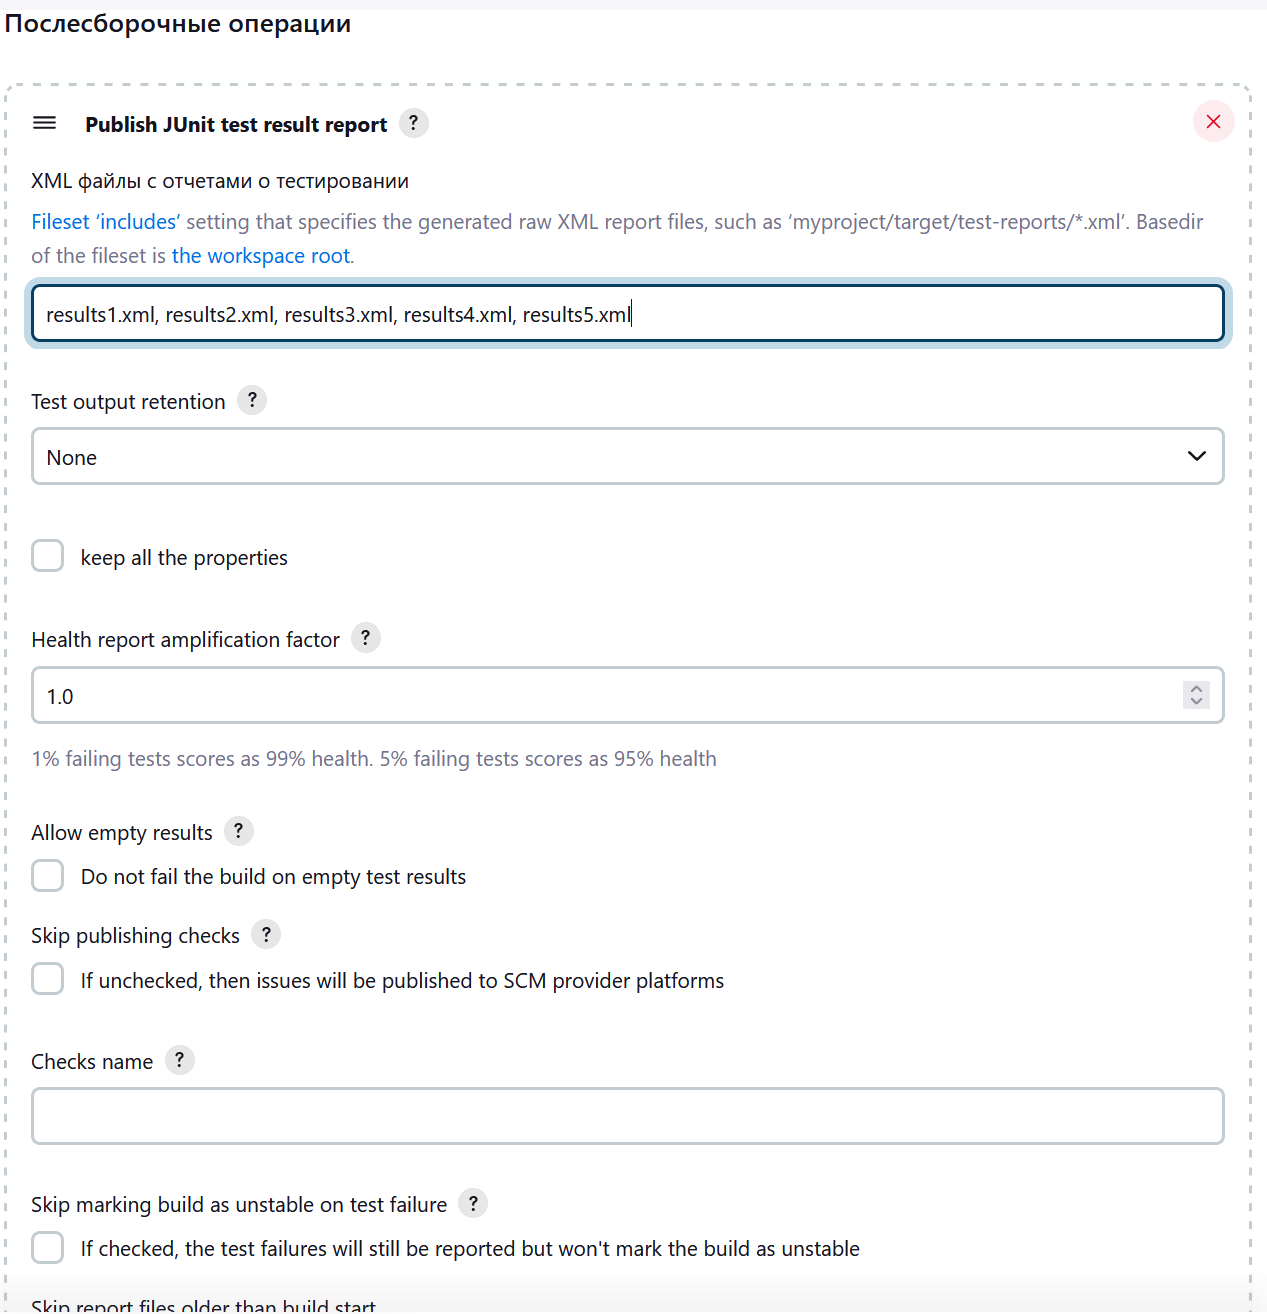 Послесборочные операции
Publish JUnit test result report ?
XML файлы с отчетами о тестировании
Fileset ‘includes’ setting that specifies the generated raw XML report files, such as ‘myproject/target/test-reports/*.xml’. Basedir
of the fileset is the workspace root.
results1.xml, results2.xml, results3.xml, results4.xml, results5.xml
Test output retention ?
None
keep all the properties
Health report amplification factor ?
1.0
1% failing tests scores as 99% health. 5% failing tests scores as 95% health
Allow empty results ?
Do not fail the build on empty test results
Skip publishing checks ?
If unchecked, then issues will be published to SCM provider platforms
Checks name ?
Skip marking build as unstable on test failure ?
If checked, the test failures will still be reported but won't mark the build as unstable
Skip report files older than build start